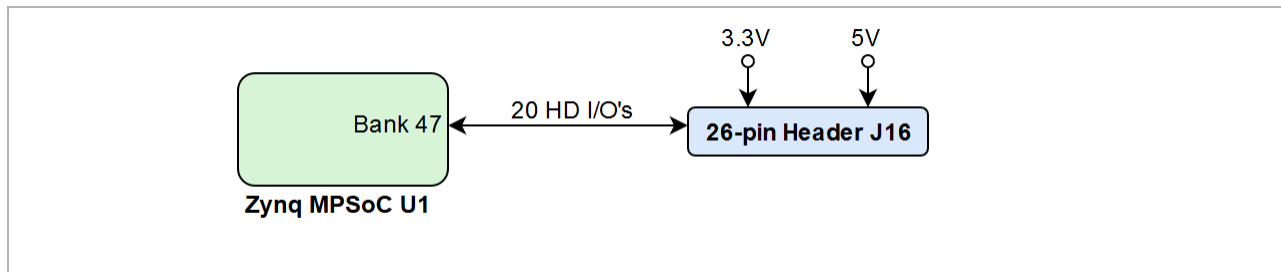 3.3V
5V
Bank 47
20 HD I/O's
26-pin Header J16
Zynq MPSoC U1